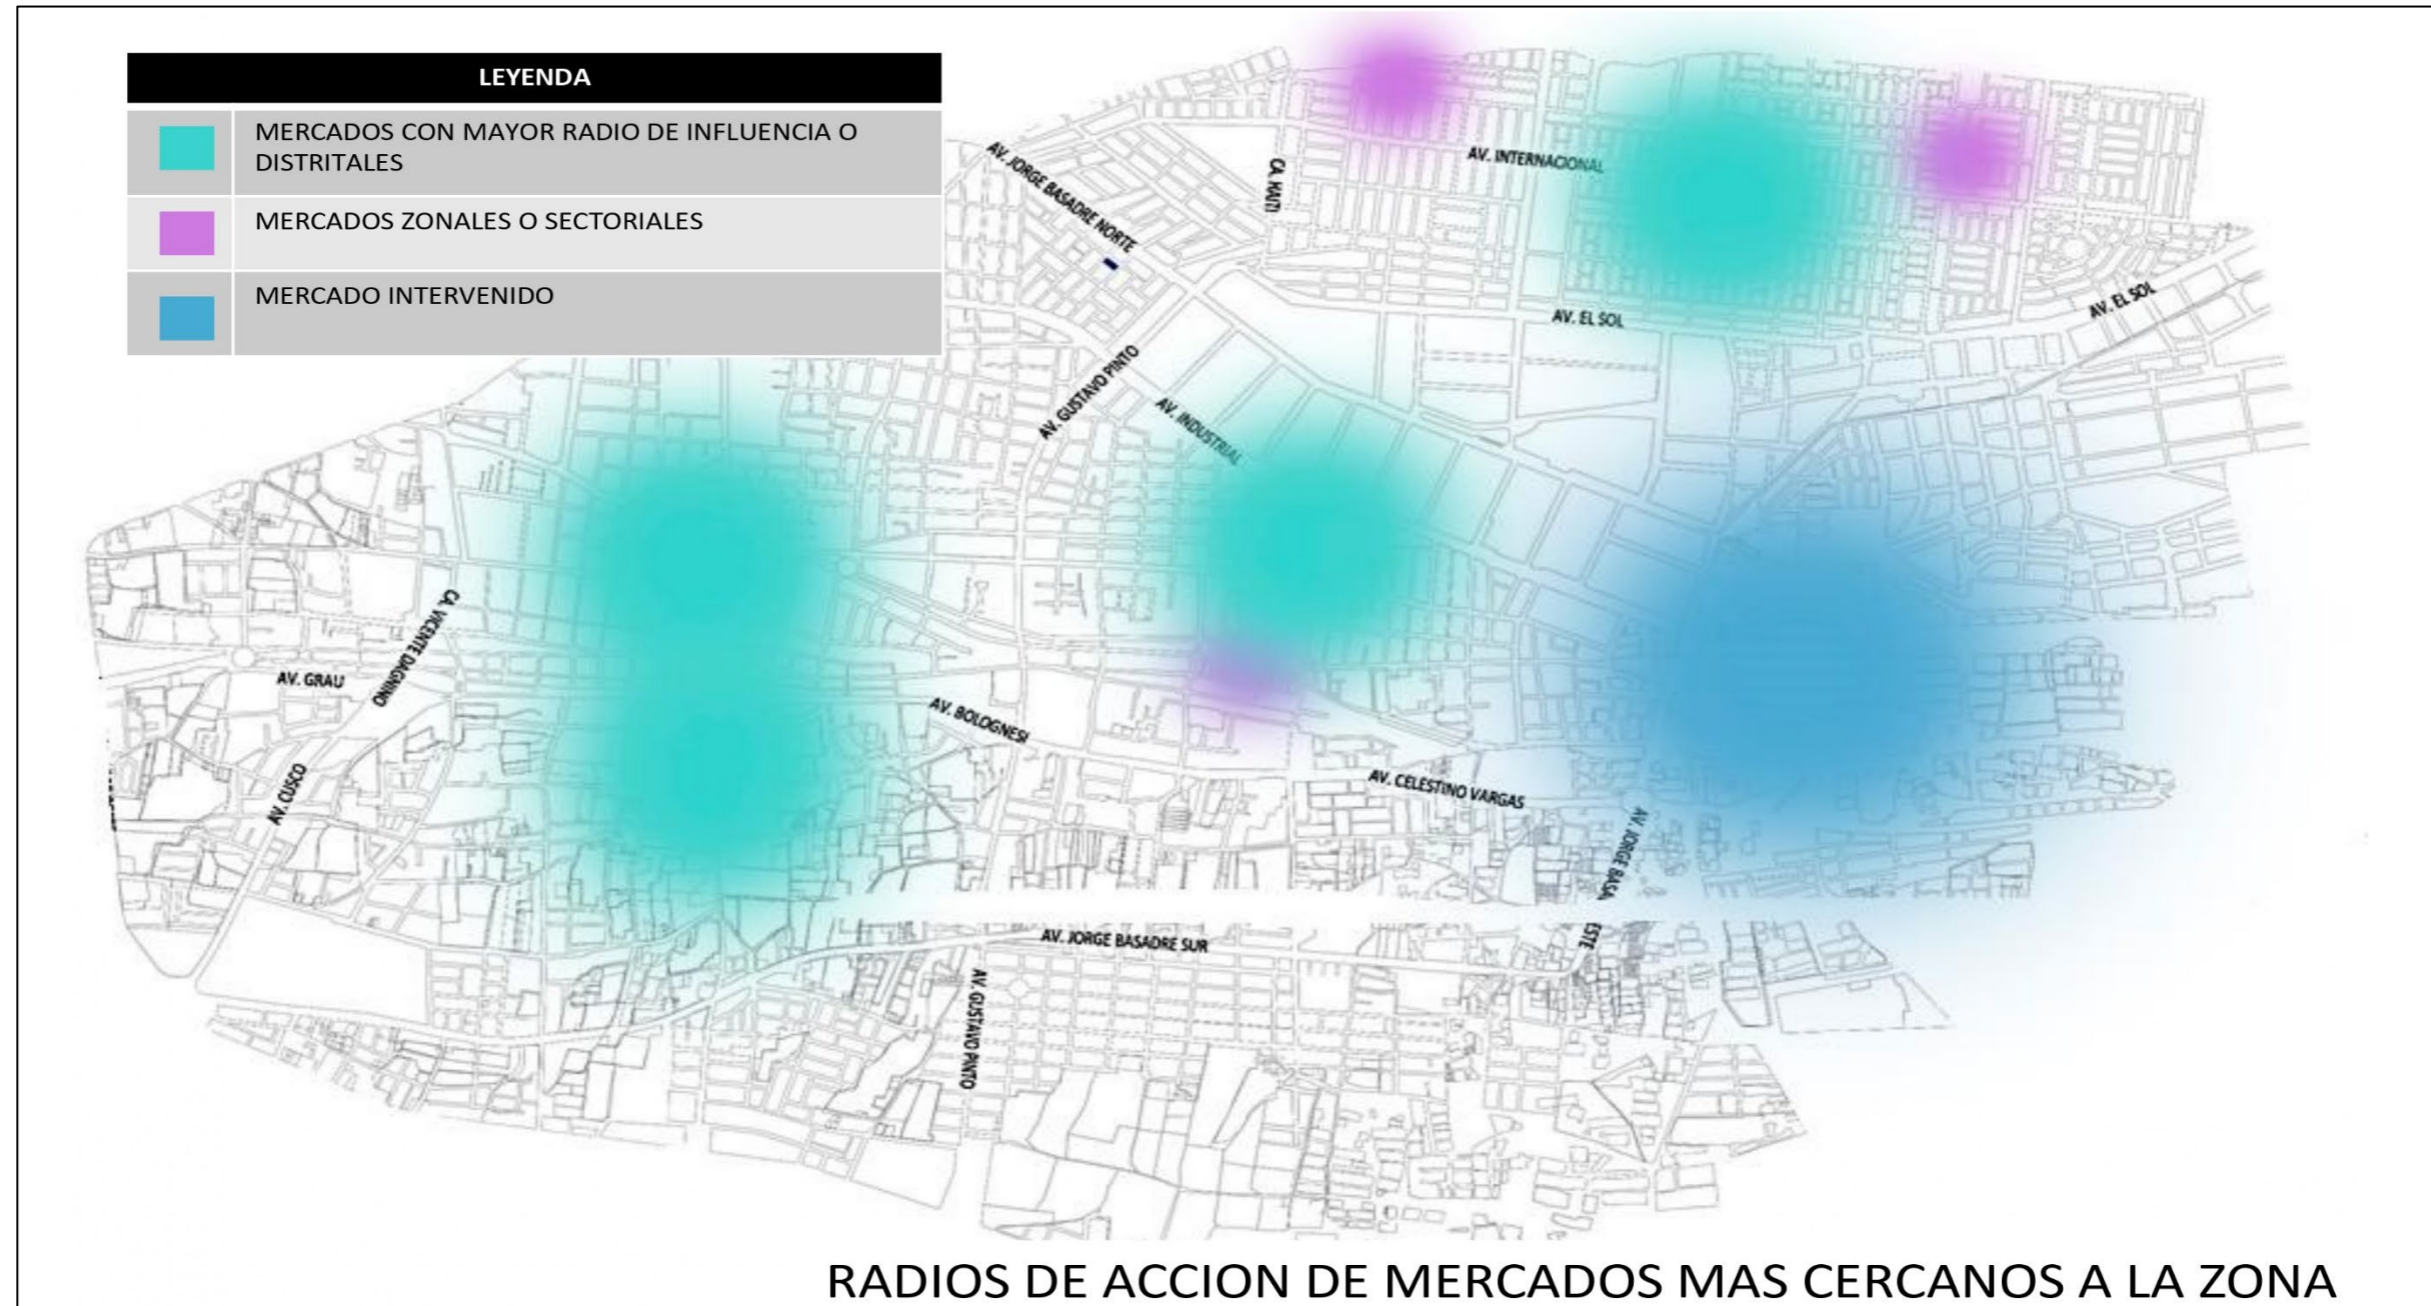 LEYENDA
MERCADOS CON MAYOR RADIO DE INFLUENCIA O
DISTRITALES
MERCADOS ZONALES O SECTORIALES
MERCADO INTERVENIDO
AV. JORGE BASADRE NORTE
CA. HAITI
AV. INTERNACIONAL
AV. EL SOL
AV. EL SOL
AV. GUSTAVO PINTO
AV. INDUSTRIAL
CA. VICENTE DAGNINO
AV. GRAU
AV. CUSCO
AV. BOLOGNESI
AV. CELESTINO VARGAS
AV. JORGE BASA
ESTE
AV. JORGE BASADRE SUR
AV. GUSTAVO PINTO
RADIOS DE ACCION DE MERCADOS MAS CERCANOS A LA ZONA